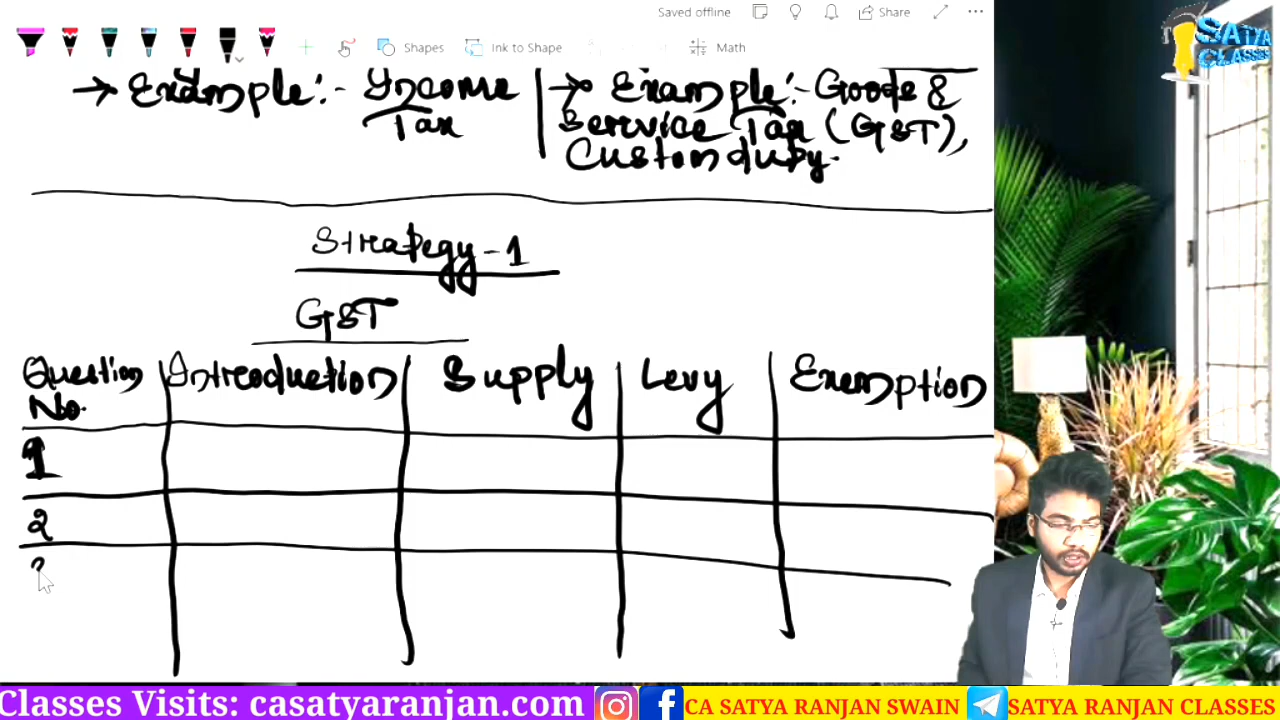 Saved offline
Share
Shapes
Ink to Shape
Math
→ Example:- Income Tax
→ Example:- Goods &
Service Tax (GST),
Custom duty.
Strategy-1
GST
Question No. Introduction Supply Levy Exemption
1
2
SATYA CLASSES
Classes Visits: casatyaranjan.com CA SATYA RANJAN SWAIN SATYA RANJAN CLASSES